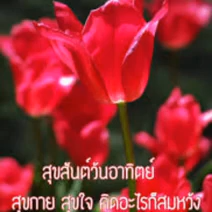 สุขสันต์วันอาทิตย์
สุขกาย สุขใจ คิดอะไรก็สมหวัง